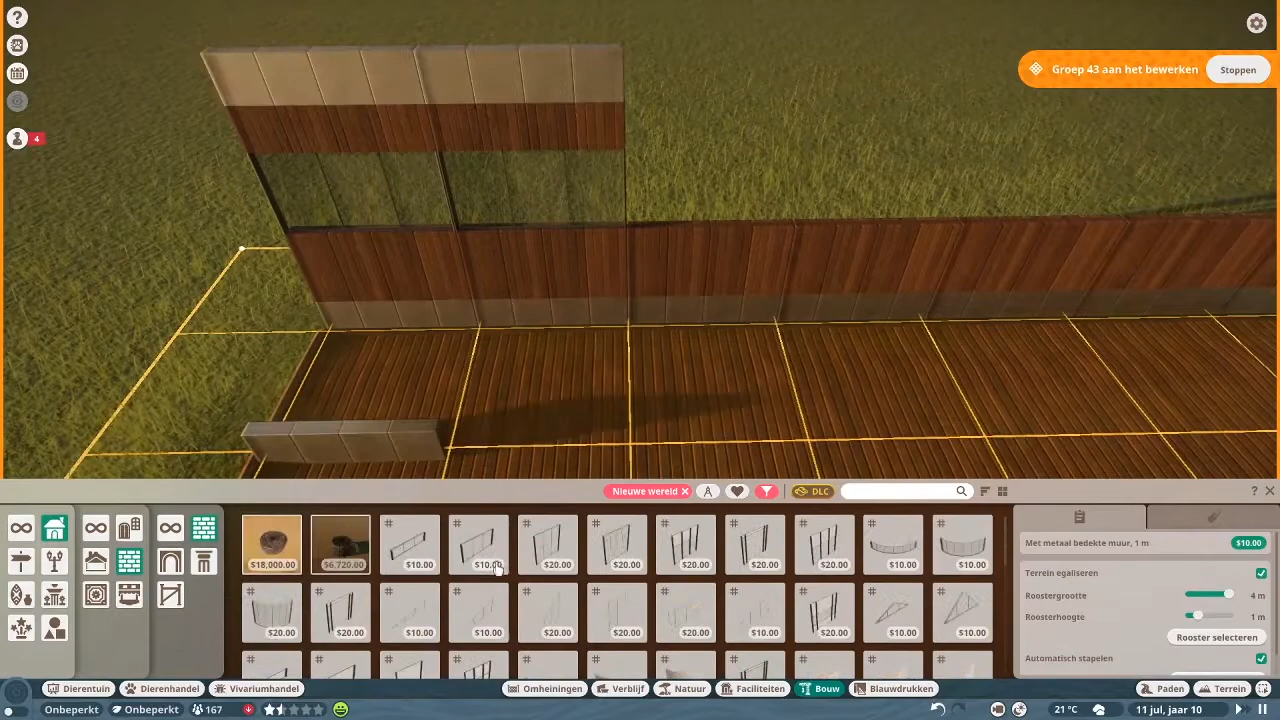 ?
Groep 43 aan het bewerken
Stoppen
4
Nieuwe wereld ×
DLC
? ×
$18,000.00 $6,720.00 $10.00 $10.00 $20.00 $20.00 $20.00 $20.00 $20.00 $10.00 $10.00
$20.00 $20.00 $10.00 $10.00 $20.00 $20.00 $20.00 $20.00 $20.00 $10.00 $10.00
Met metaal bedekte muur, 1 m $10.00
Terrein egaliseren
Roostergrootte 4 m
Roosterhoogte 1 m
Rooster selecteren
Automatisch stapelen
Dierentuin Dierenhandel Vivariumhandel Omheiningen Verblijf Natuur Faciliteiten Bouw Blauwdrukken Paden Terrein
Onbeperkt Onbeperkt 167 21 °C 11 jul, jaar 10